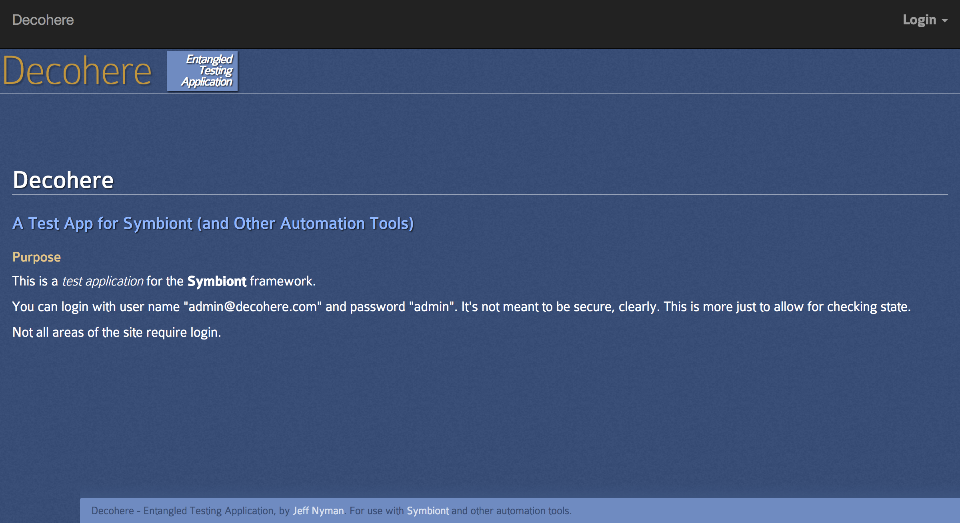 Decohere
Login
Decohere
Entangled
Testing
Application
Decohere
A Test App for Symbiont (and Other Automation Tools)
Purpose
This is a test application for the Symbiont framework.
You can login with user name "admin@decohere.com" and password "admin". It's not meant to be secure, clearly. This is more just to allow for checking state.
Not all areas of the site require login.
Decohere - Entangled Testing Application, by Jeff Nyman. For use with Symbiont and other automation tools.